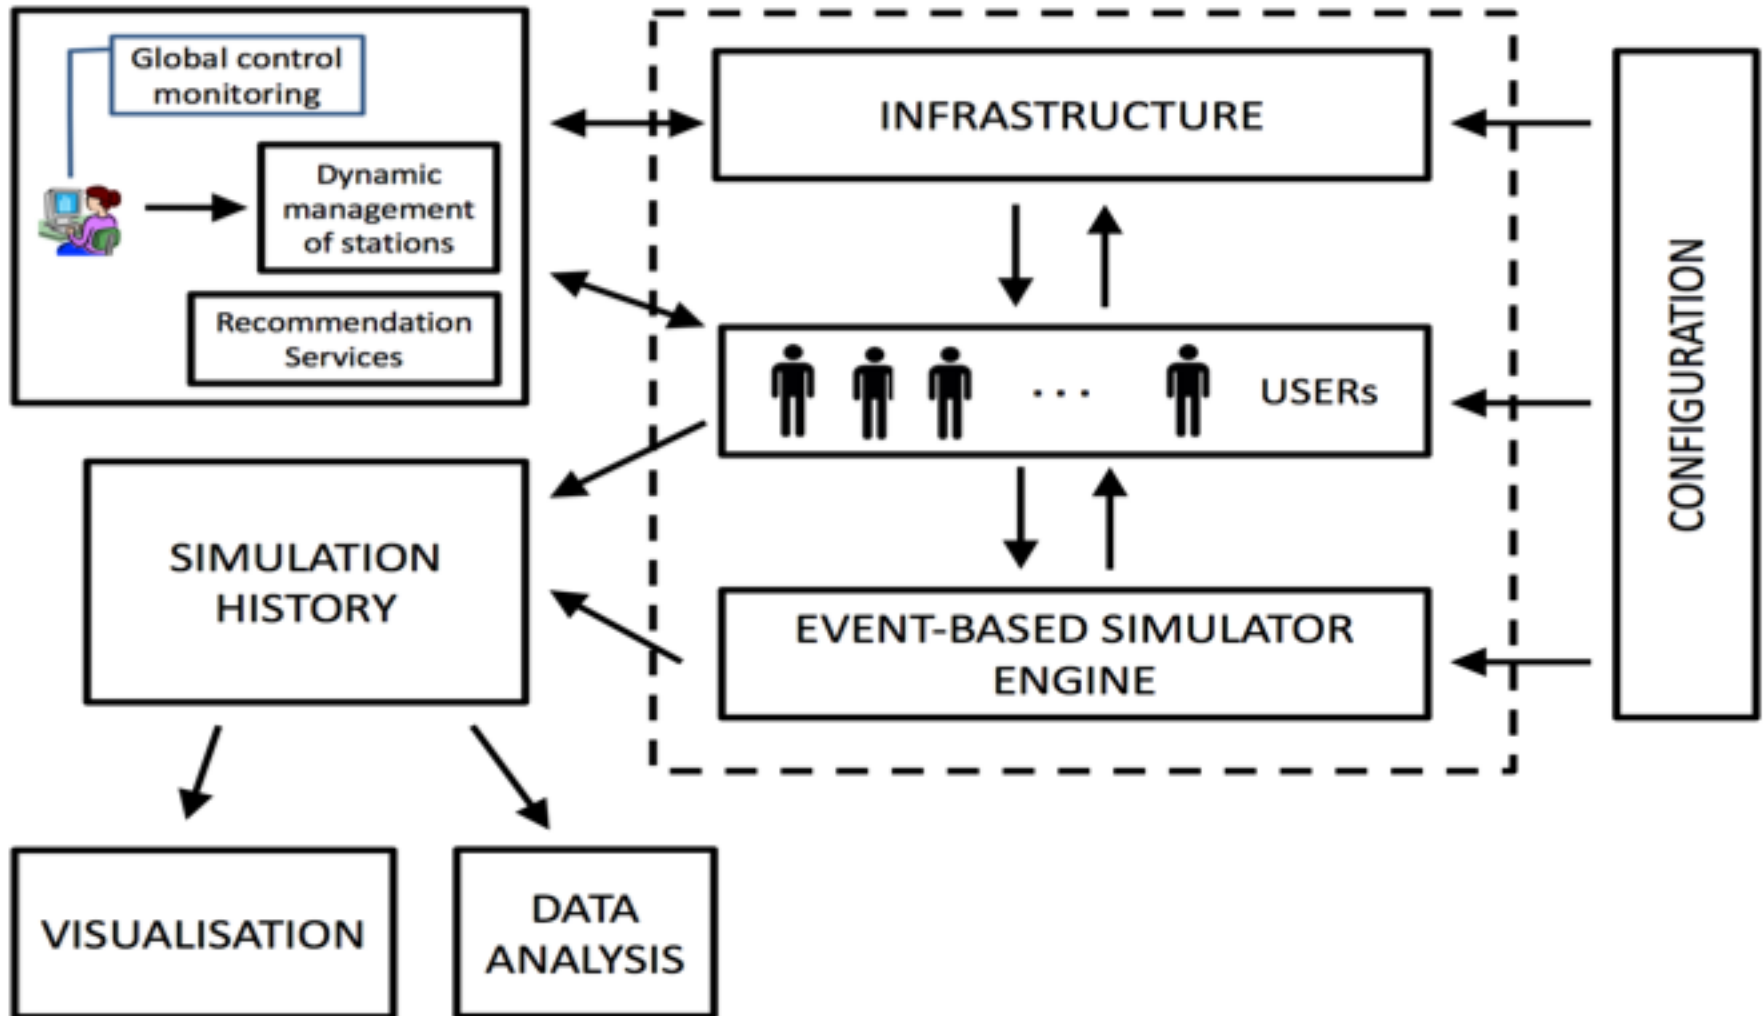 Global control
monitoring
Dynamic
management
of stations
Recommendation
Services
INFRASTRUCTURE
. . .
USERs
EVENT-BASED SIMULATOR
ENGINE
CONFIGURATION
SIMULATION
HISTORY
VISUALISATION
DATA
ANALYSIS